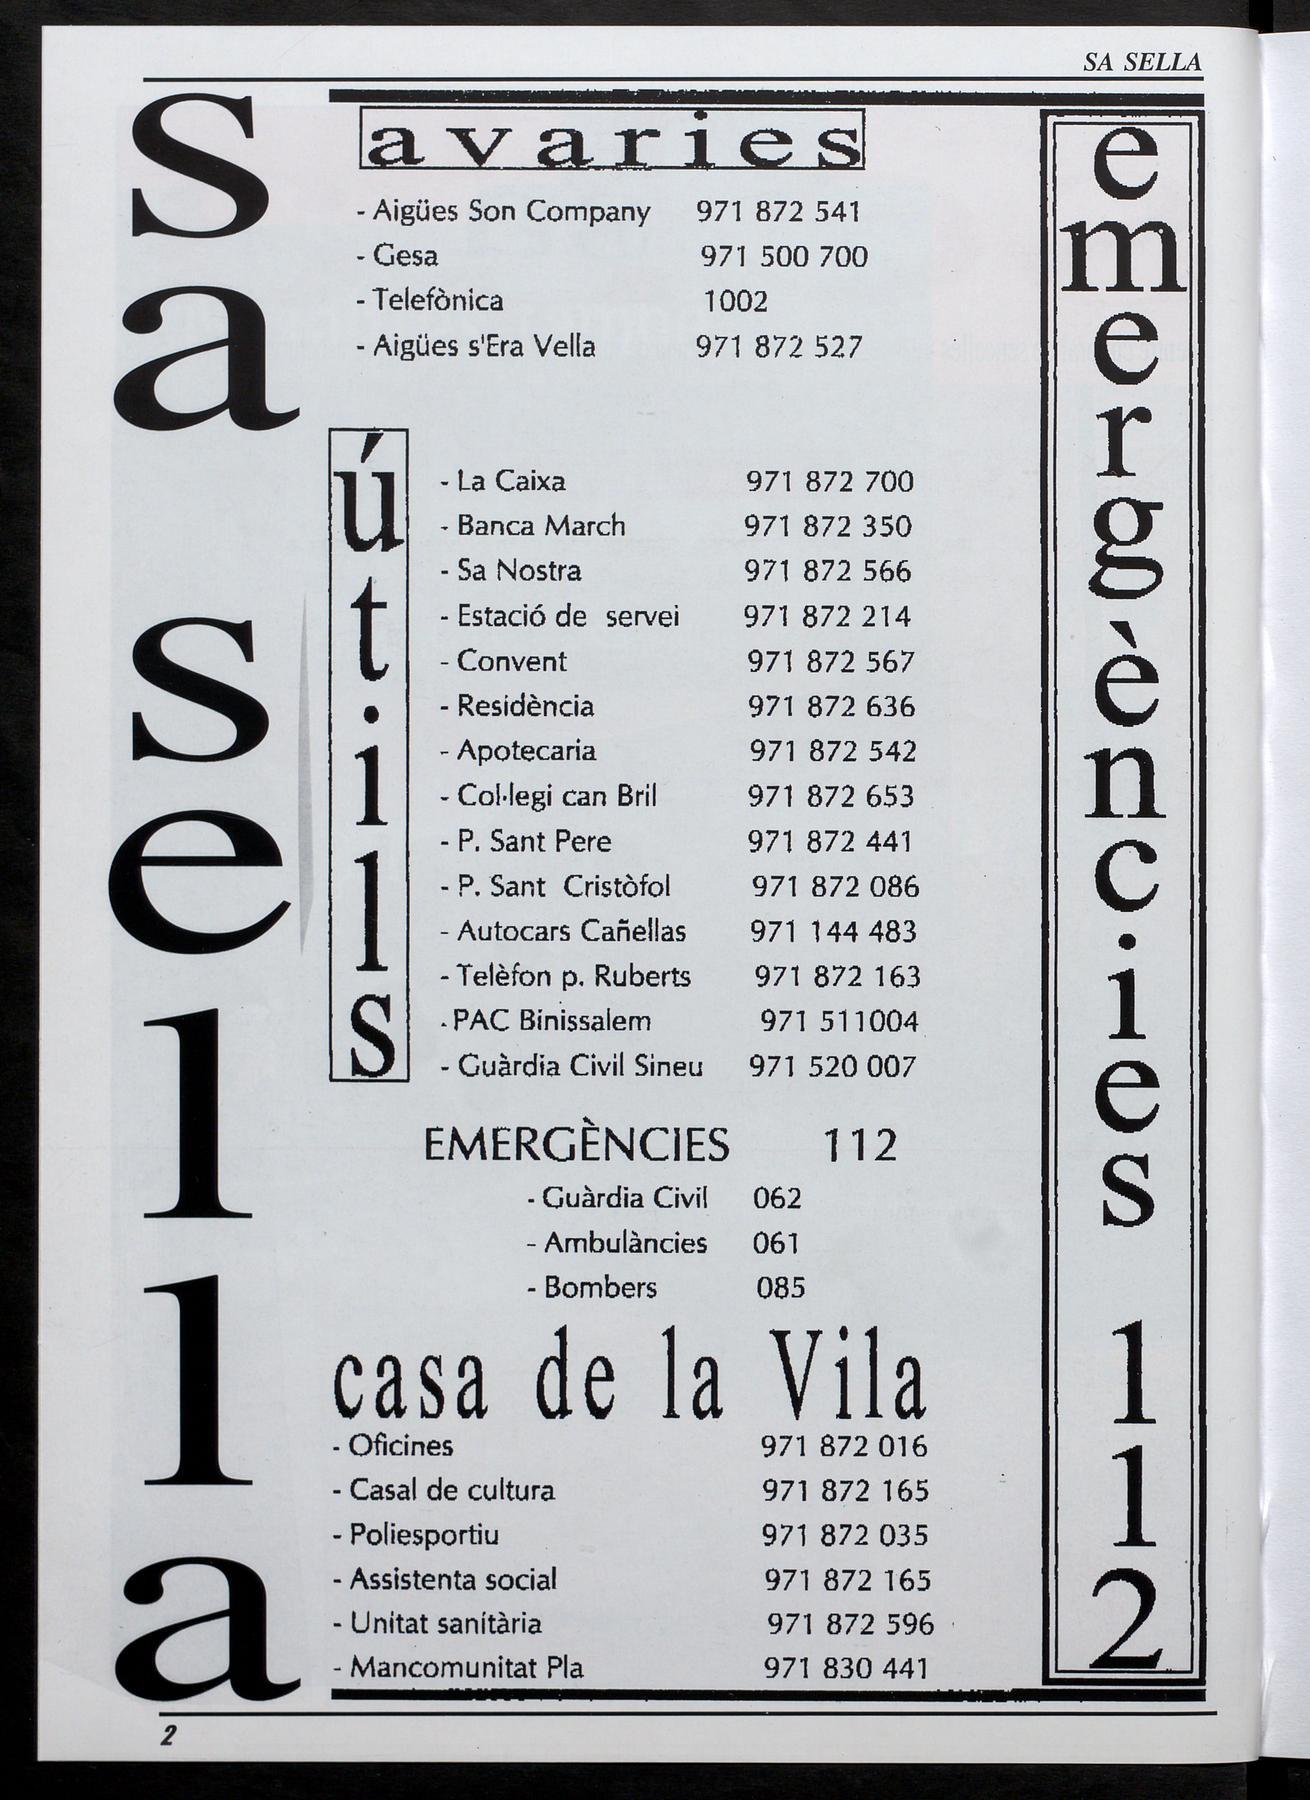 SA SELLA
sa sella
avaries
- Aigües Son Company 971 872 541
- Gesa 971 500 700
- Telefònica 1002
- Aigües s'Era Vella 971 872 527
útils
- La Caixa 971 872 700
- Banca March 971 872 350
- Sa Nostra 971 872 566
- Estació de servei 971 872 214
- Convent 971 872 567
- Residència 971 872 636
- Apotecaria 971 872 542
- Col·legi can Bril 971 872 653
- P. Sant Pere 971 872 441
- P. Sant Cristòfol 971 872 086
- Autocars Cañellas 971 144 483
- Telèfon p. Ruberts 971 872 163
. PAC Binissalem 971 511004
- Guàrdia Civil Sineu 971 520 007
EMERGÈNCIES 112
- Guàrdia Civil 062
- Ambulàncies 061
- Bombers 085
casa de la Vila
- Oficines 971 872 016
- Casal de cultura 971 872 165
- Poliesportiu 971 872 035
- Assistenta social 971 872 165
- Unitat sanitària 971 872 596
- Mancomunitat Pla 971 830 441
emergències 112
2